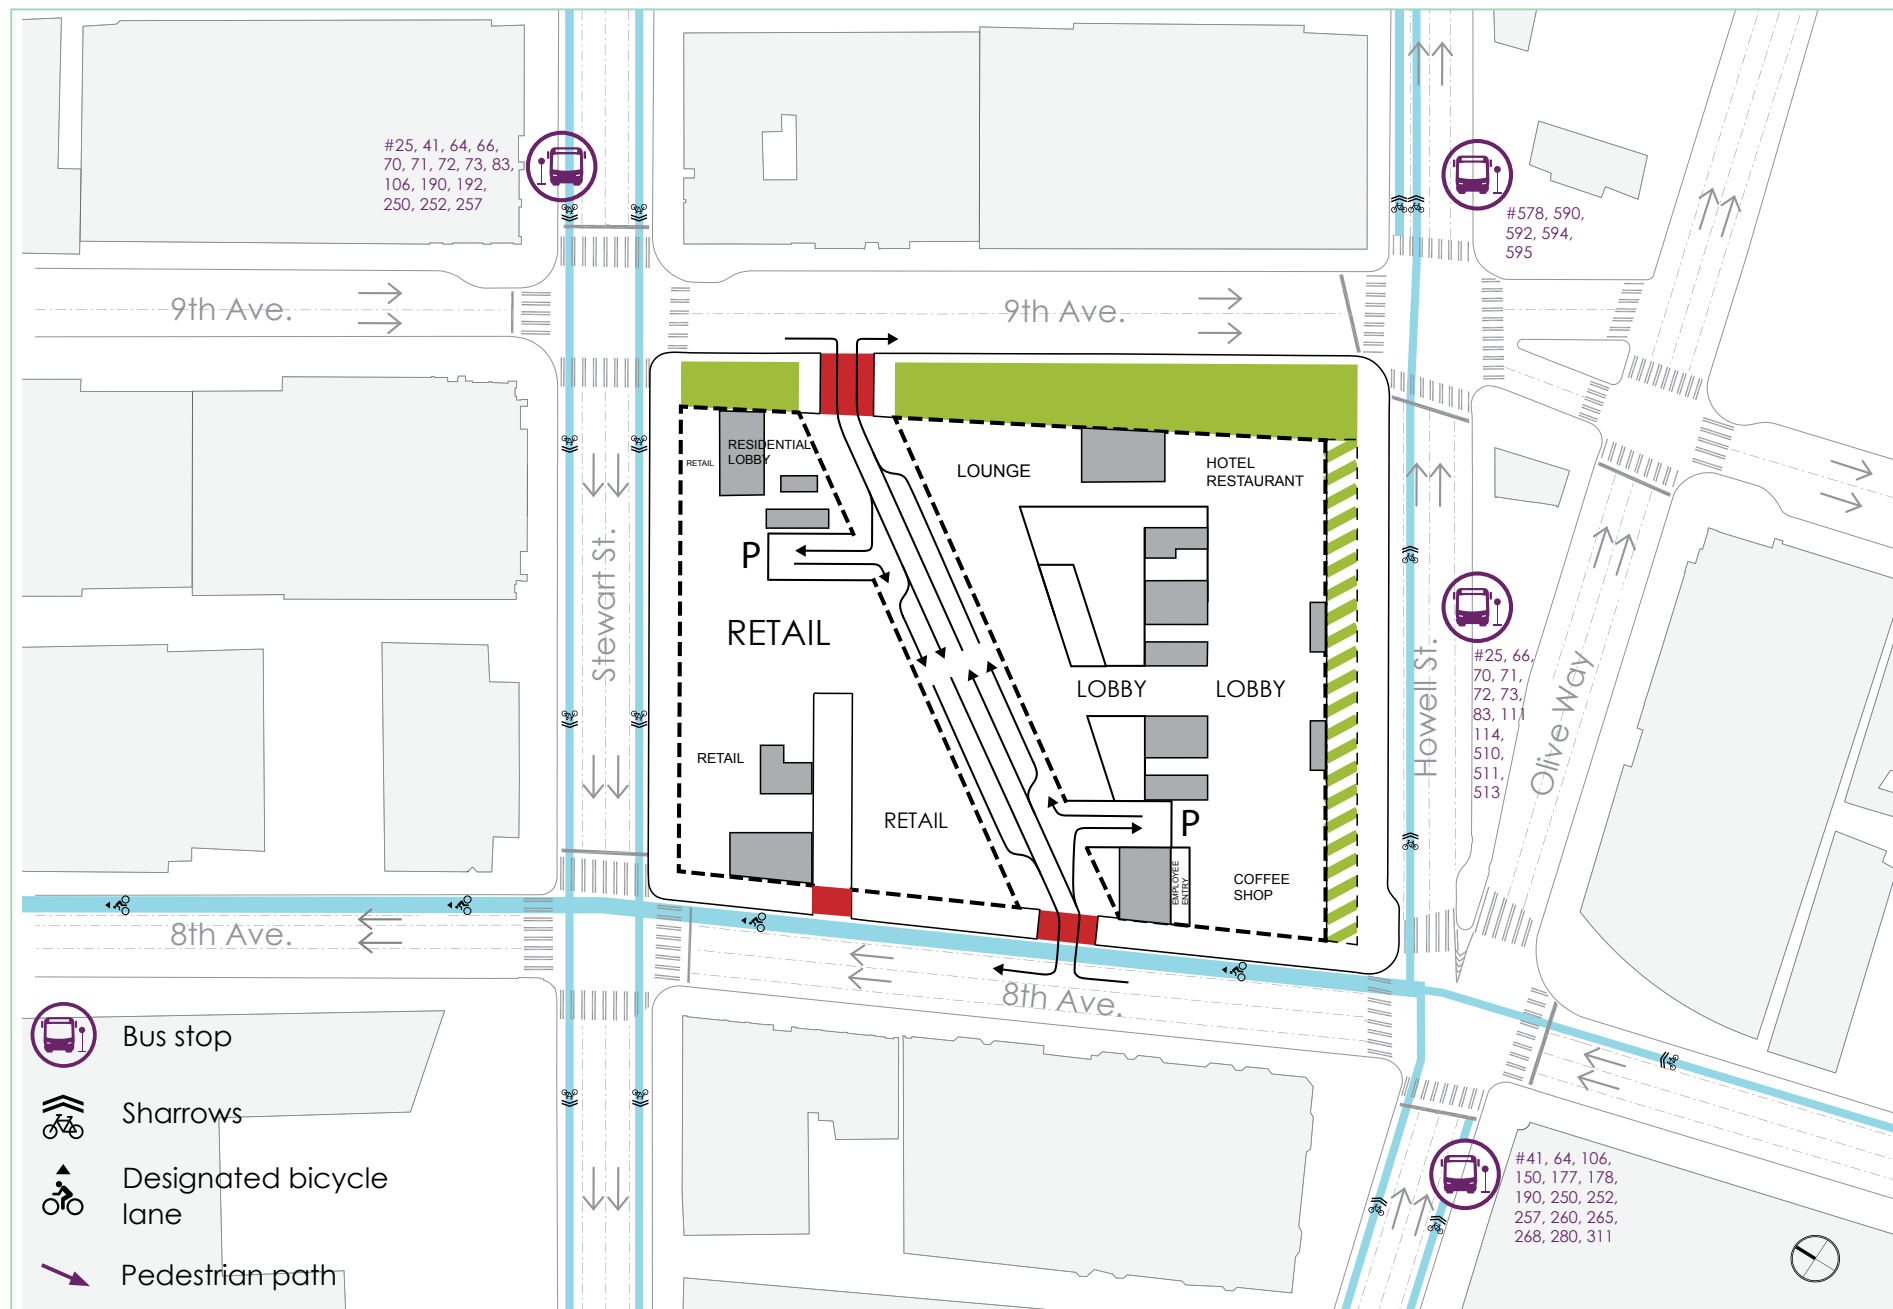 #25, 41, 64, 66,
70, 71, 72, 73, 83,
106, 190, 192,
250, 252, 257
#578, 590,
592, 594,
595
9th Ave.
9th Ave.
RETAIL
RESIDENTIAL
LOBBY
LOUNGE
HOTEL
RESTAURANT
P
Stewart St.
RETAIL
LOBBY
LOBBY
Howell St.
#25, 66,
70, 71,
72, 73,
83, 111
114,
510,
511,
513
Olive Way
RETAIL
RETAIL
P
EMPLOYEE
ENTRY
COFFEE
SHOP
8th Ave.
8th Ave.
Bus stop
Sharrows
Designated bicycle
lane
Pedestrian path
#41, 64, 106,
150, 177, 178,
190, 250, 252,
257, 260, 265,
268, 280, 311